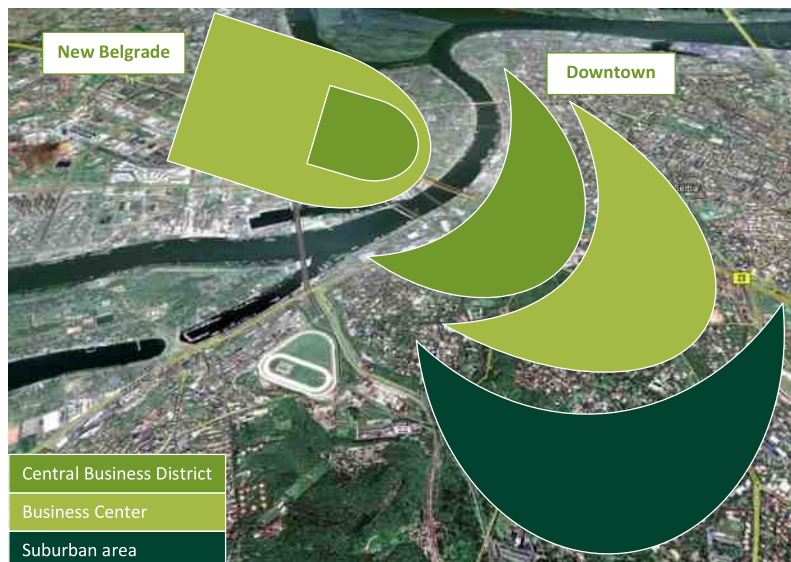 New Belgrade
Downtown
Central Business District
Business Center
Suburban area